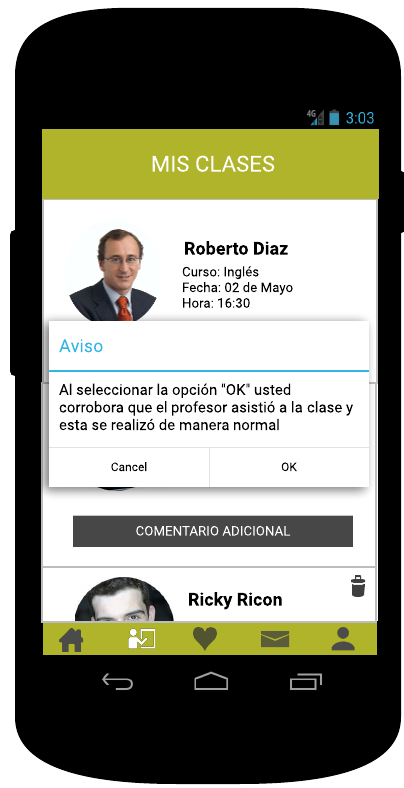 4G 3:03
MIS CLASES
Roberto Diaz
Curso: Inglés
Fecha: 02 de Mayo
Hora: 16:30
Aviso
Al seleccionar la opción "OK" usted
corrobora que el profesor asistió a la clase y
esta se realizó de manera normal
Cancel OK
COMENTARIO ADICIONAL
Ricky Ricon